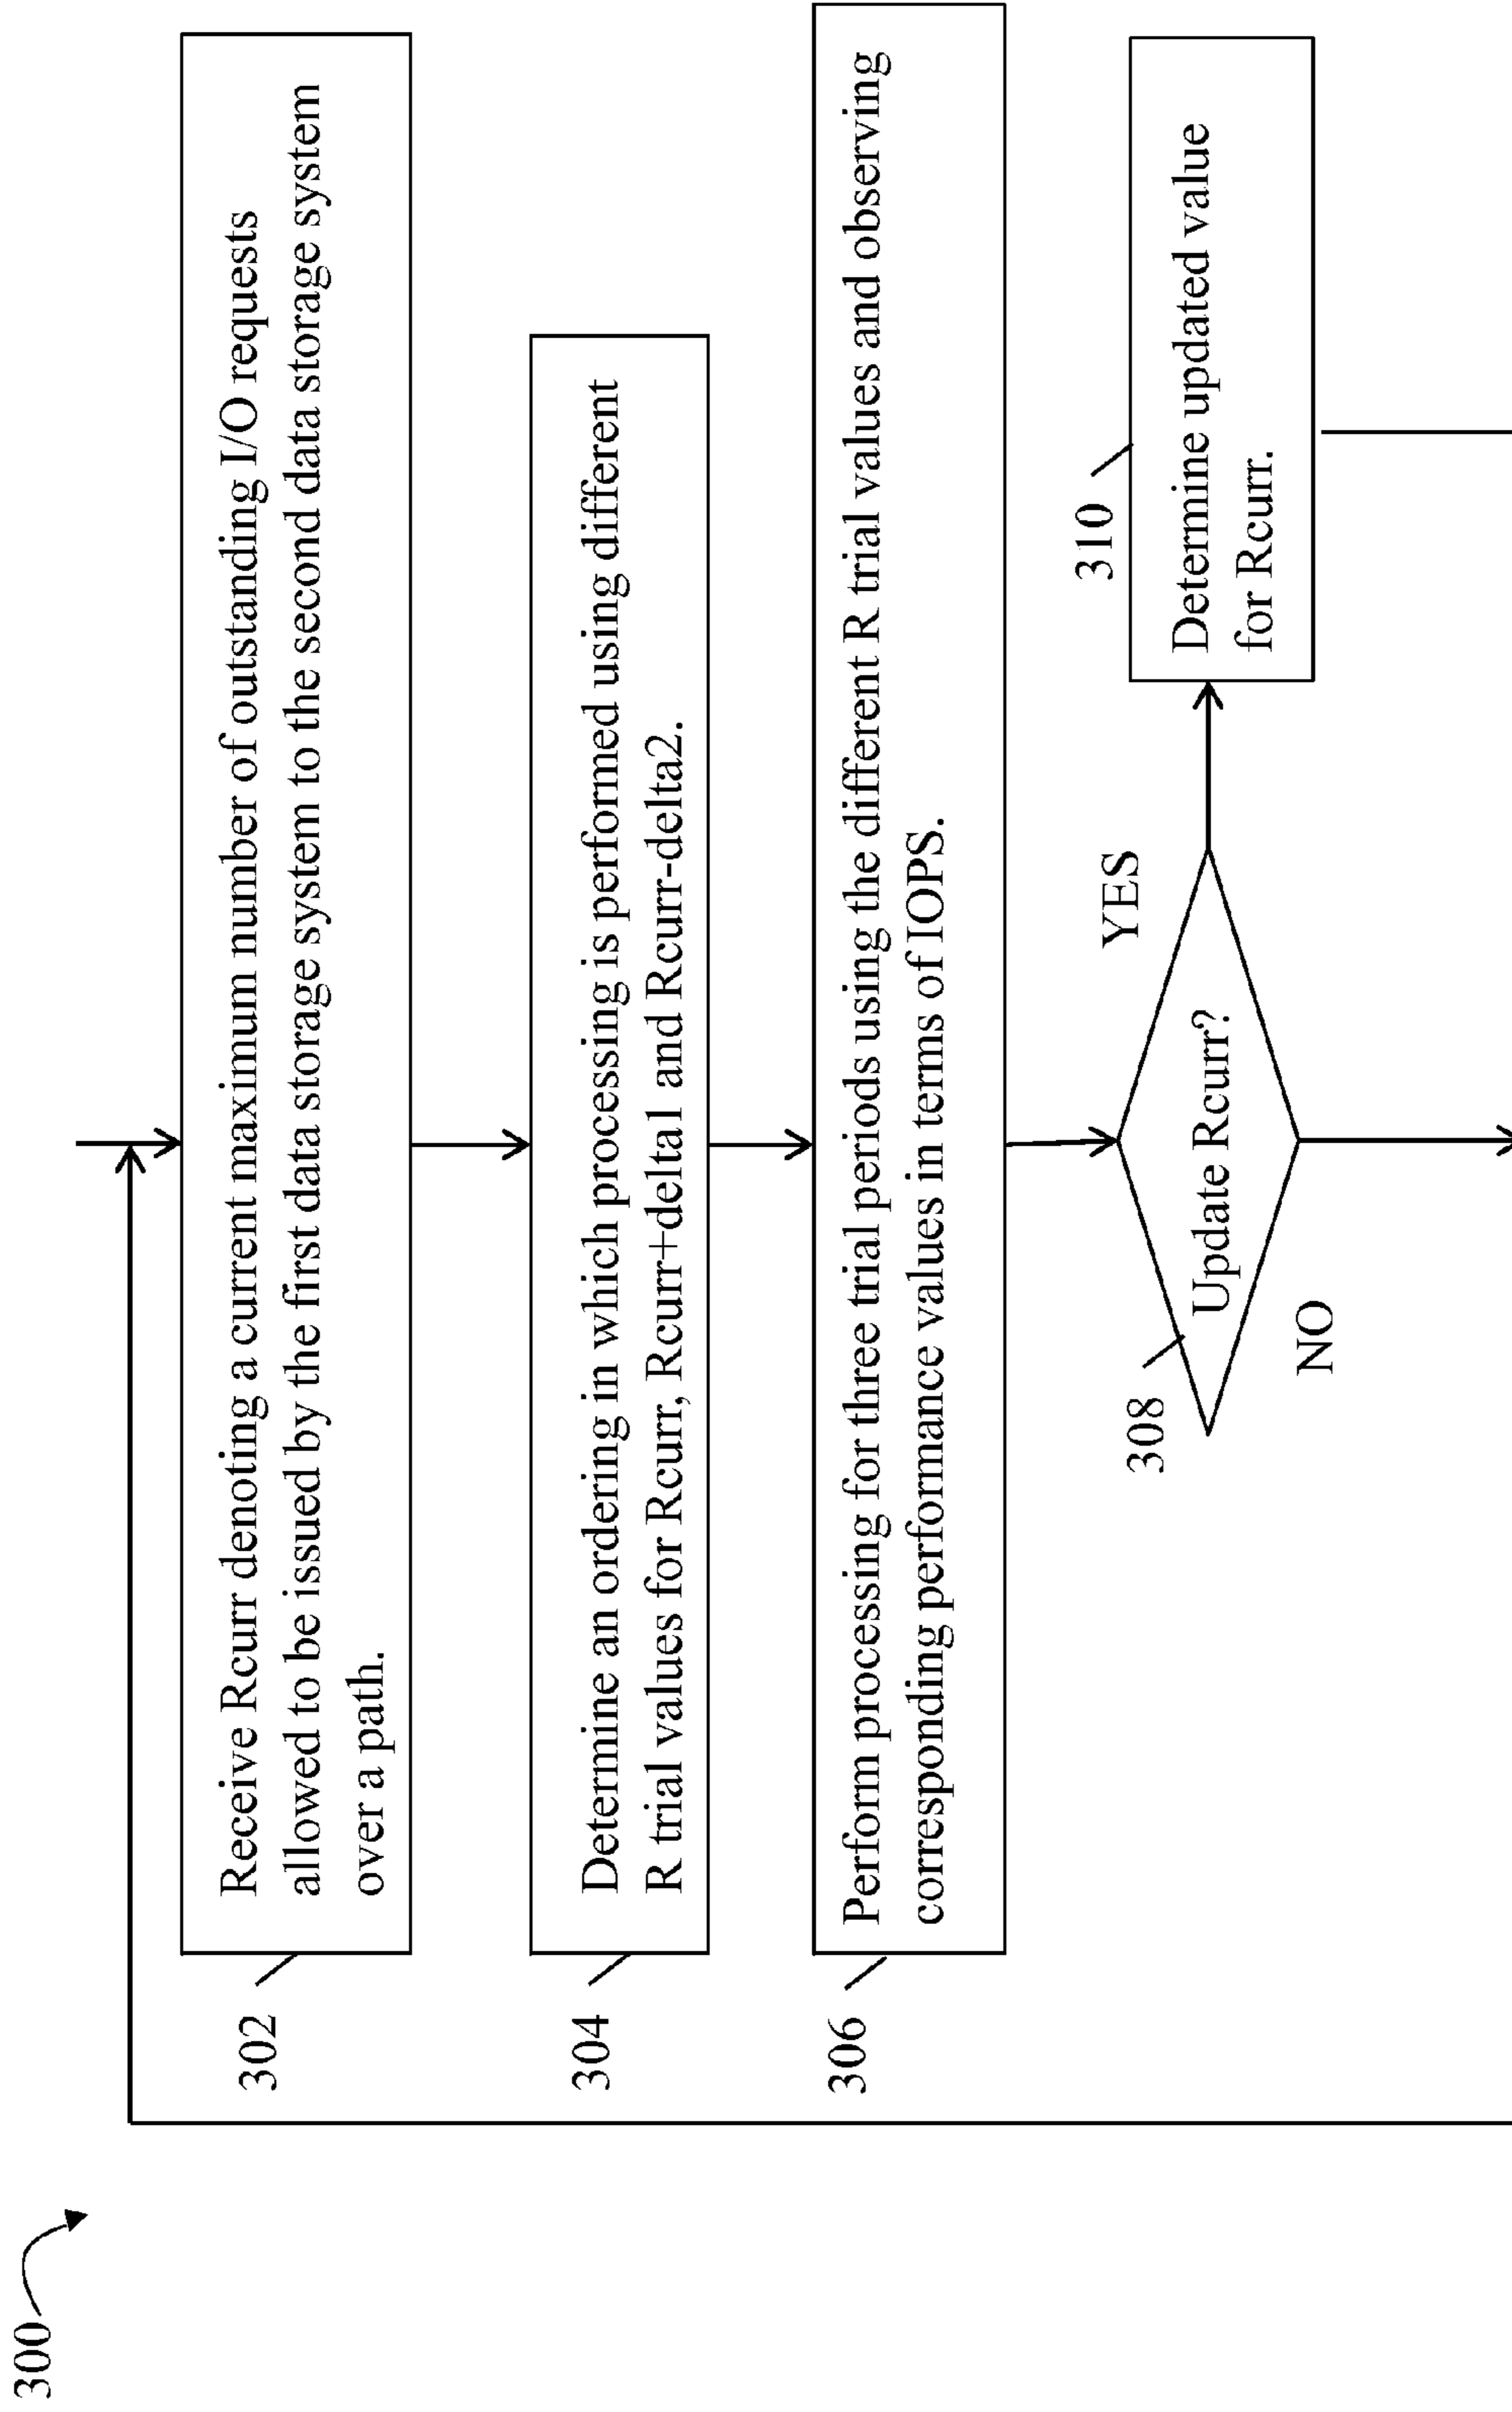 300
302
Receive Rcurr denoting a current maximum number of outstanding I/O requests
allowed to be issued by the first data storage system to the second data storage system
over a path.
304
Determine an ordering in which processing is performed using different
R trial values for Rcurr, Rcurr+delta1 and Rcurr-delta2.
306
Perform processing for three trial periods using the different R trial values and observing
corresponding performance values in terms of IOPS.
308
Update Rcurr?
YES
NO
310
Determine updated value
for Rcurr.